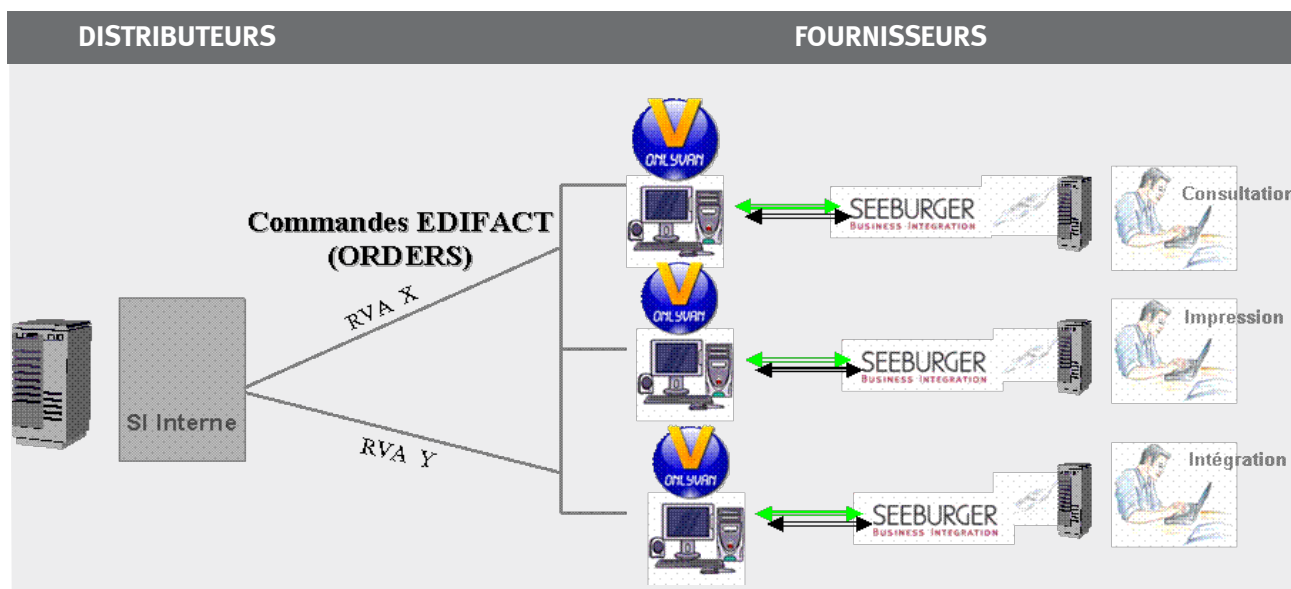 DISTRIBUTEURS
FOURNISSEURS
V
ONLYVAN
Commandes EDIFACT
(ORDERS)
RVA X
RVA Y
SI Interne
SEEBURGER
BUSINESS INTEGRATION
Consultation
V
ONLYVAN
SEEBURGER
BUSINESS INTEGRATION
Impression
V
ONLYVAN
SEEBURGER
BUSINESS INTEGRATION
Intégration